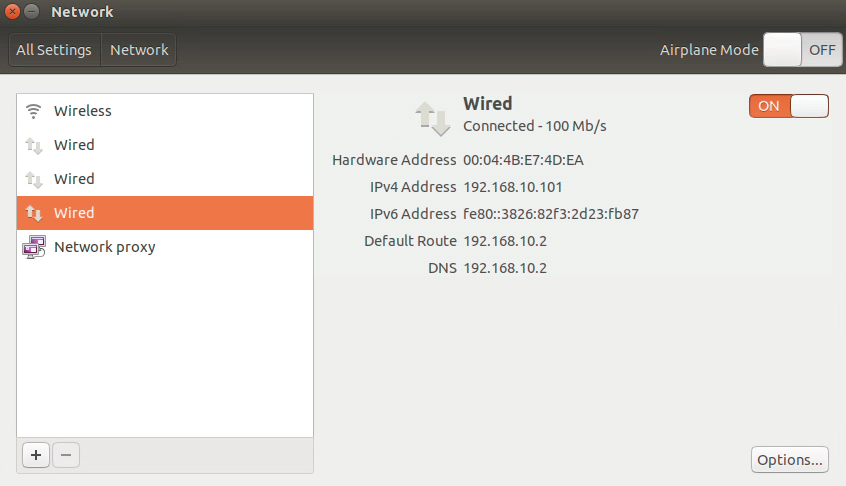 Network
All Settings Network
Airplane Mode OFF
Wireless
Wired
Wired
Wired
Network proxy
Wired
Connected - 100 Mb/s
ON
Hardware Address 00:04:4B:E7:4D:EA
IPv4 Address 192.168.10.101
IPv6 Address fe80::3826:82f3:2d23:fb87
Default Route 192.168.10.2
DNS 192.168.10.2
Options...